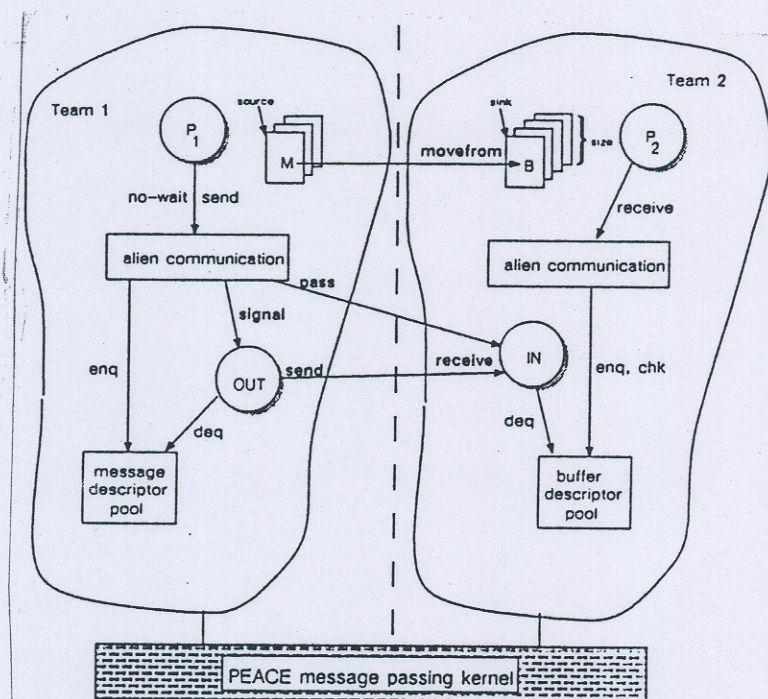 Team 1
source
P1
M
no-wait send
alien communication
pass
signal
enq
OUT
send
deq
message
descriptor
pool
Team 2
sink
P2
size
movefrom
B
receive
alien communication
receive
IN
enq, chk
deq
buffer
descriptor
pool
PEACE message passing kernel